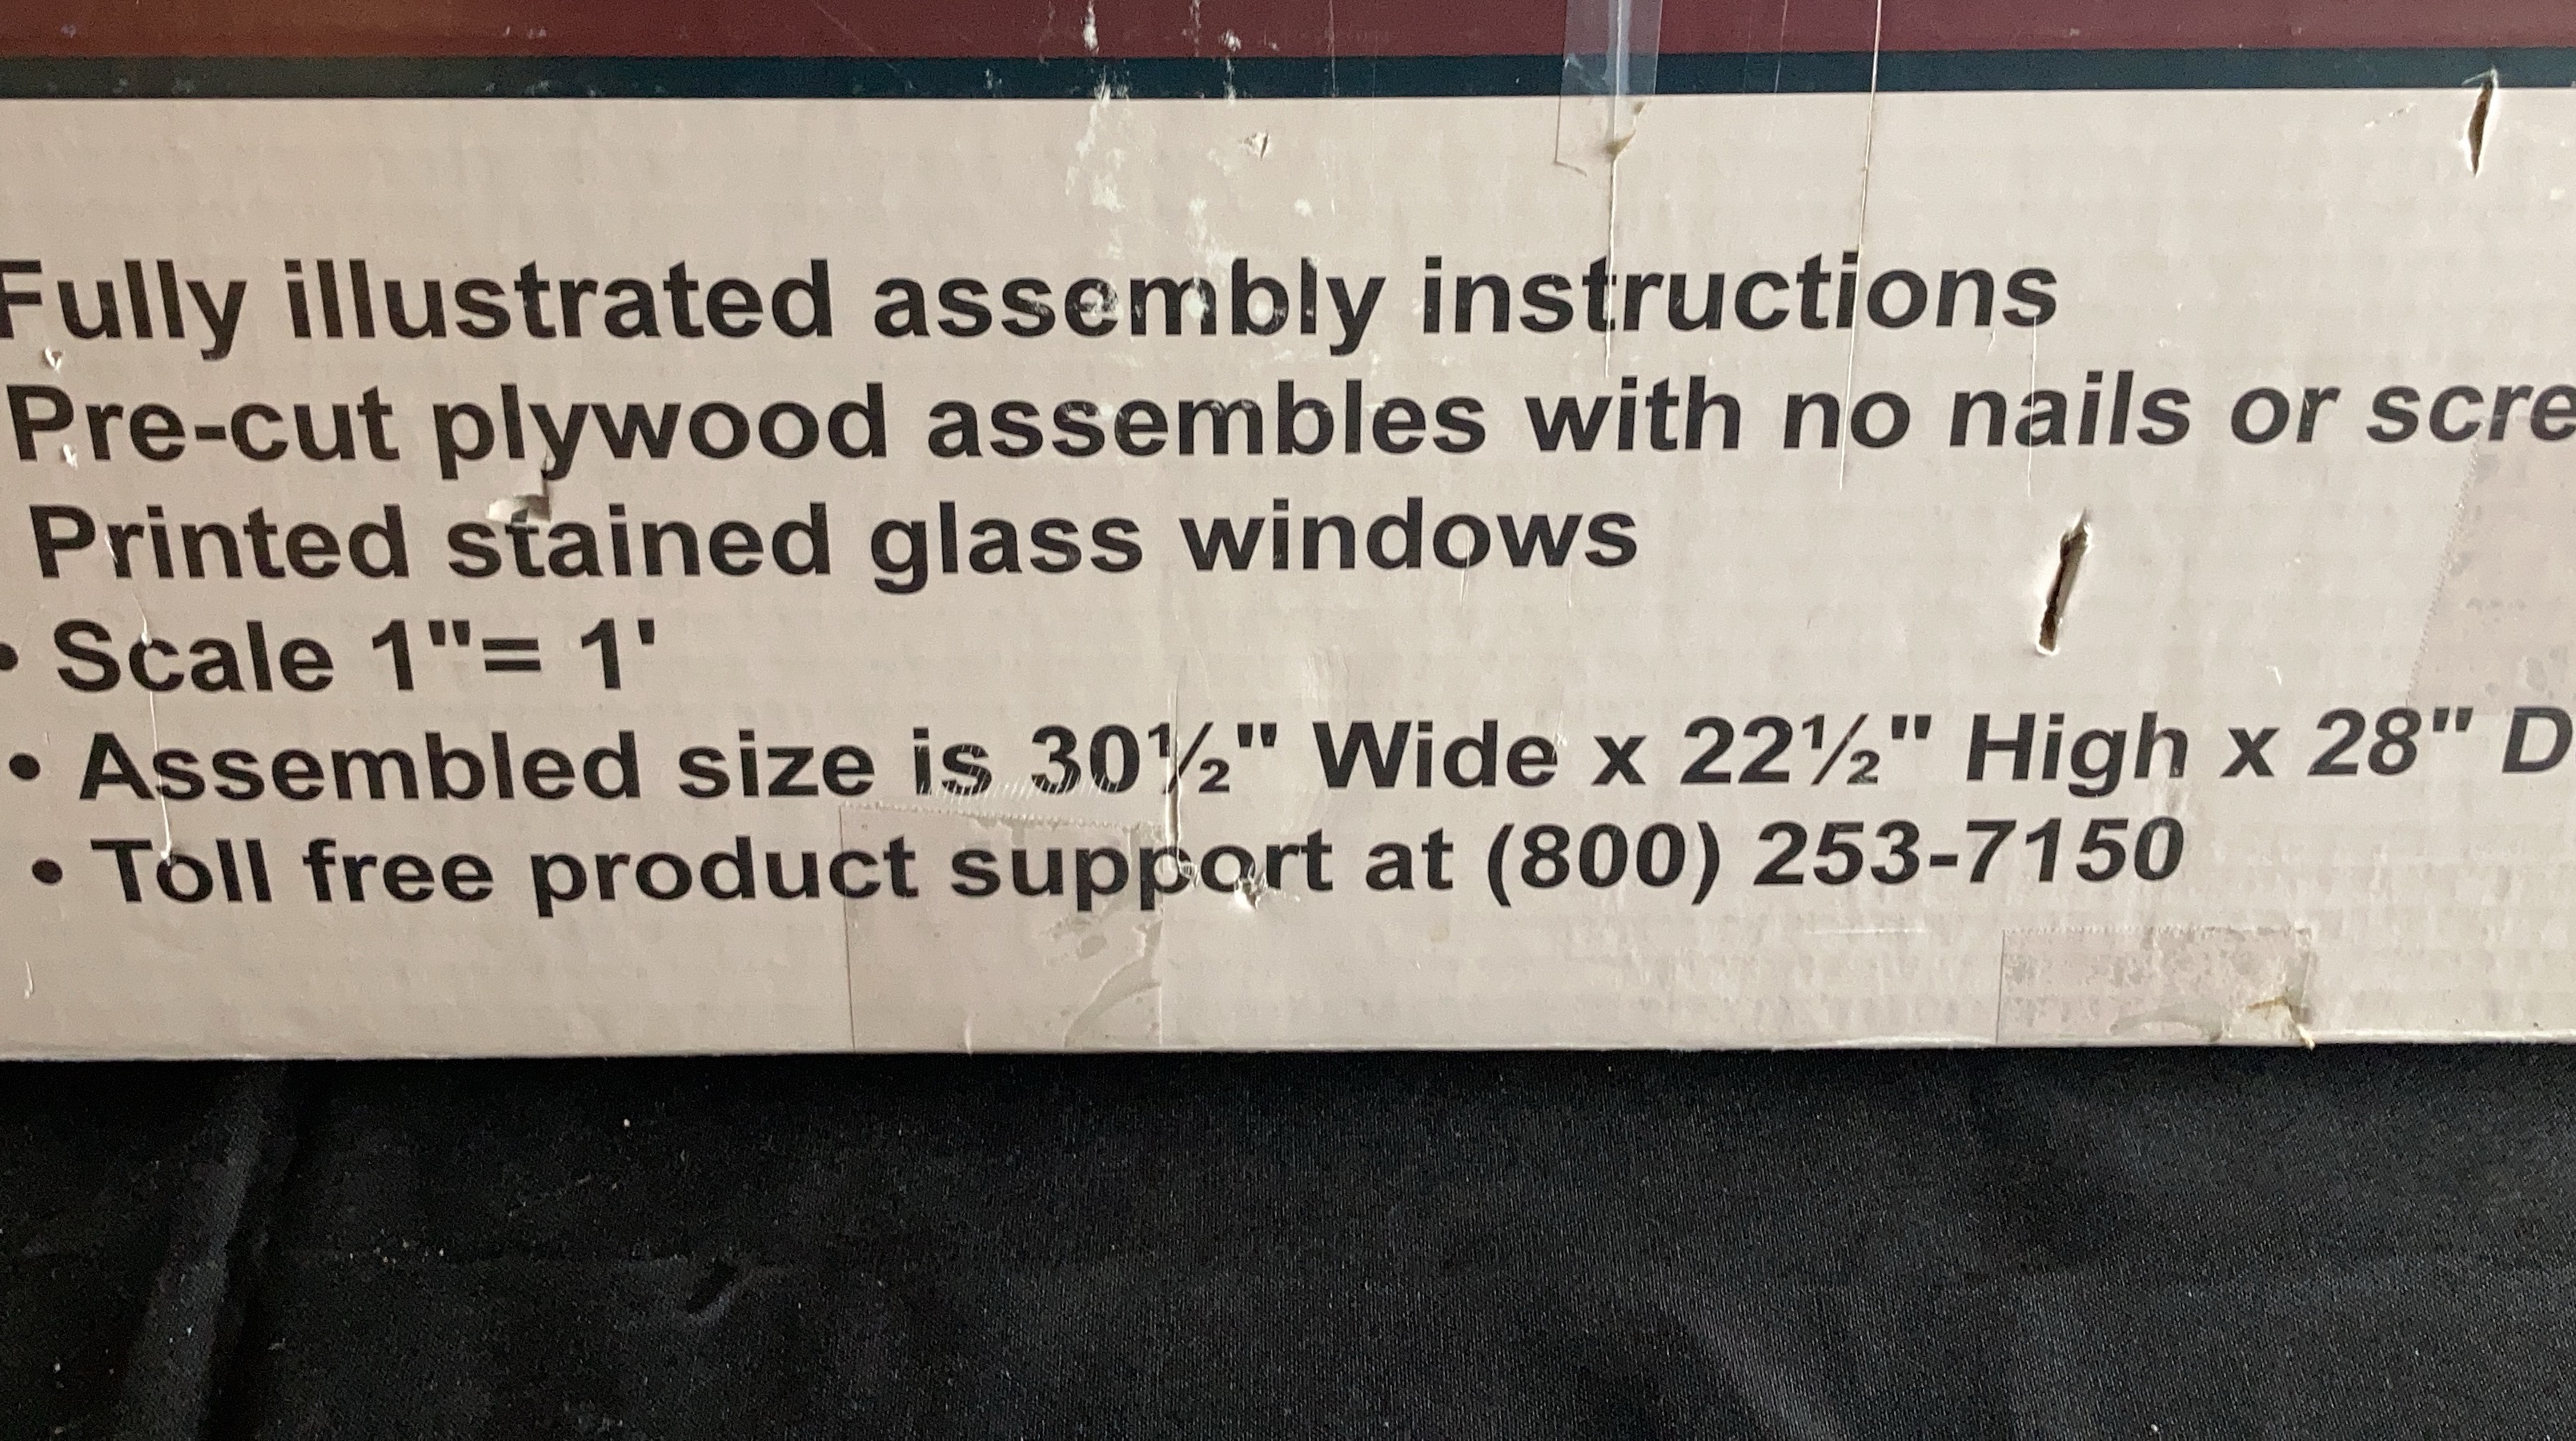 Fully illustrated assembly instructions
Pre-cut plywood assembles with no nails or scre
Printed stained glass windows
• Scale 1"= 1'
• Assembled size is 30½" Wide x 22½" High x 28" D
• Toll free product support at (800) 253-7150